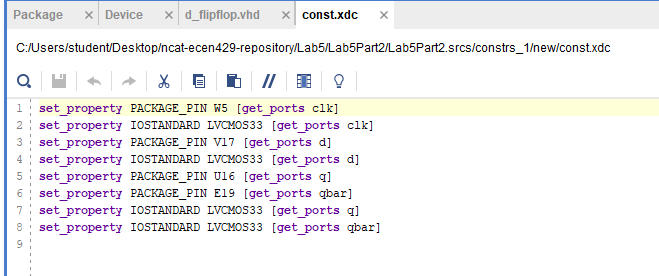 Package × Device × d_flipflop.vhd × const.xdc ×
C:/Users/student/Desktop/ncat-ecen429-repository/Lab5/Lab5Part2/Lab5Part2.srcs/constrs_1/new/const.xdc
1 set_property PACKAGE_PIN W5 [get_ports clk]
2 set_property IOSTANDARD LVCMOS33 [get_ports clk]
3 set_property PACKAGE_PIN V17 [get_ports d]
4 set_property IOSTANDARD LVCMOS33 [get_ports d]
5 set_property PACKAGE_PIN U16 [get_ports q]
6 set_property PACKAGE_PIN E19 [get_ports qbar]
7 set_property IOSTANDARD LVCMOS33 [get_ports q]
8 set_property IOSTANDARD LVCMOS33 [get_ports qbar]
9